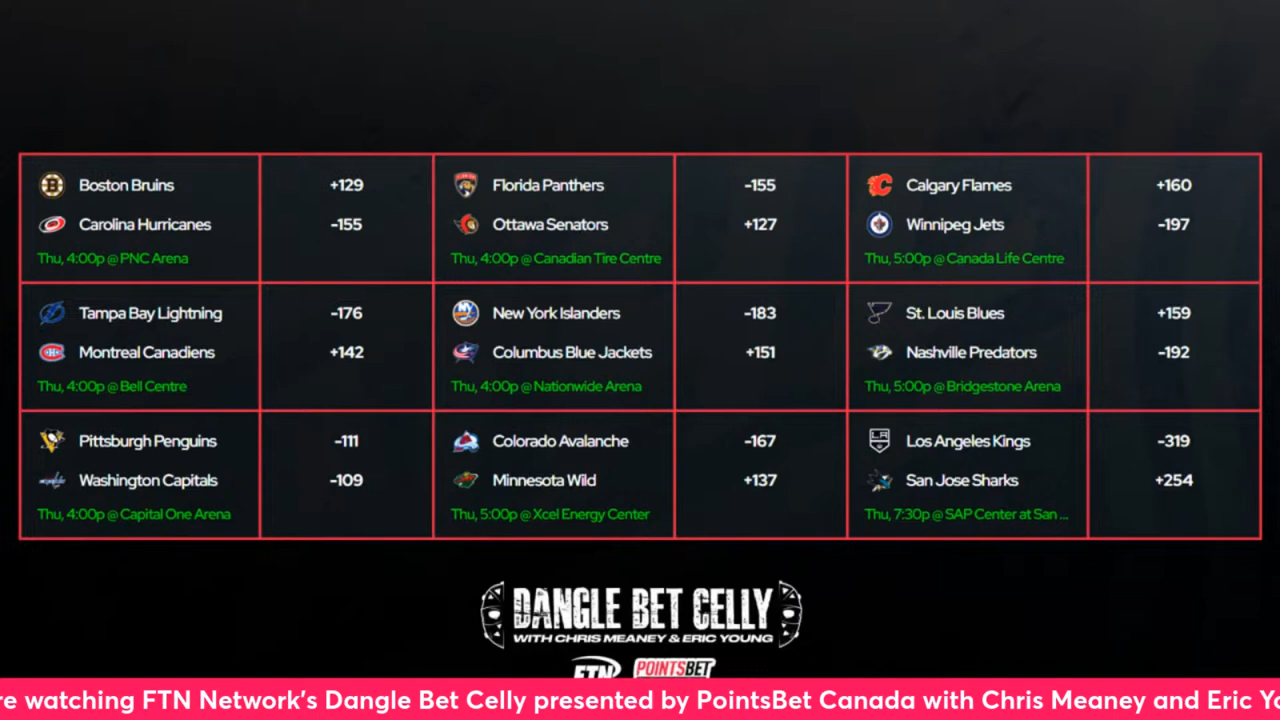 Boston Bruins +129
Carolina Hurricanes -155
Thu, 4:00p @ PNC Arena
Florida Panthers -155
Ottawa Senators +127
Thu, 4:00p @ Canadian Tire Centre
Calgary Flames +160
Winnipeg Jets -197
Thu, 5:00p @ Canada Life Centre
Tampa Bay Lightning -176
Montreal Canadiens +142
Thu, 4:00p @ Bell Centre
New York Islanders -183
Columbus Blue Jackets +151
Thu, 4:00p @ Nationwide Arena
St. Louis Blues +159
Nashville Predators -192
Thu, 5:00p @ Bridgestone Arena
Pittsburgh Penguins -111
Washington Capitals -109
Thu, 4:00p @ Capital One Arena
Colorado Avalanche -167
Minnesota Wild +137
Thu, 5:00p @ Xcel Energy Center
Los Angeles Kings -319
San Jose Sharks +254
Thu, 7:30p @ SAP Center at San ...
DANGLE BET CELLY
WITH CHRIS MEANEY & ERIC YOUNG
FTN POINTSBET
re watching FTN Network's Dangle Bet Celly presented by PointsBet Canada with Chris Meaney and Eric Yo